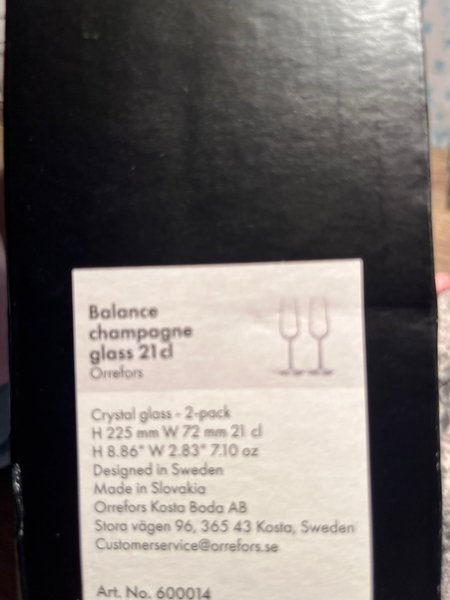 Balance
champagne
glass 21 cl
Orrefors
Crystal glass - 2-pack
H 225 mm W 72 mm 21 cl
H 8.86" W 2.83" 7.10 oz
Designed in Sweden
Made in Slovakia
Orrefors Kosta Boda AB
Stora vägen 96, 365 43 Kosta, Sweden
Customerservice@orrefors.se
Art. No. 600014